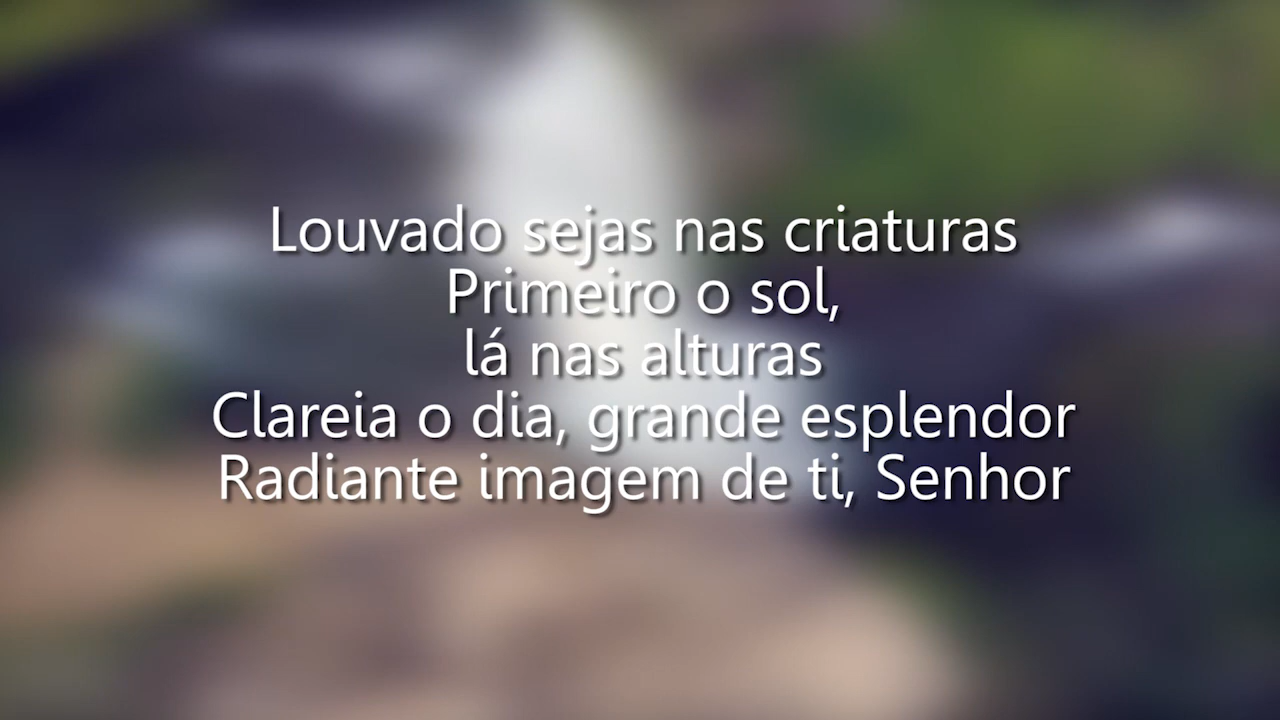 Louvado sejas nas criaturas
Primeiro o sol,
lá nas alturas
Clareia o dia, grande esplendor
Radiante imagem de ti, Senhor